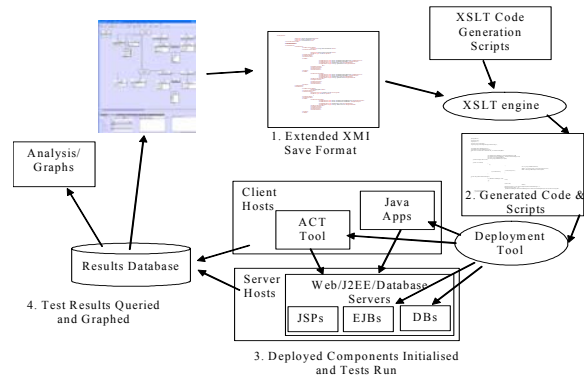 XSLT Code
Generation
Scripts
XSLT engine
1. Extended XMI
Save Format
2. Generated Code &
Scripts
Analysis/
Graphs
Client
Hosts
Java
Apps
ACT
Tool
Deployment
Tool
Results Database
Server
Hosts
Web/J2EE/Database
Servers
JSPs
EJBs
DBs
4. Test Results Queried
and Graphed
3. Deployed Components Initialised
and Tests Run